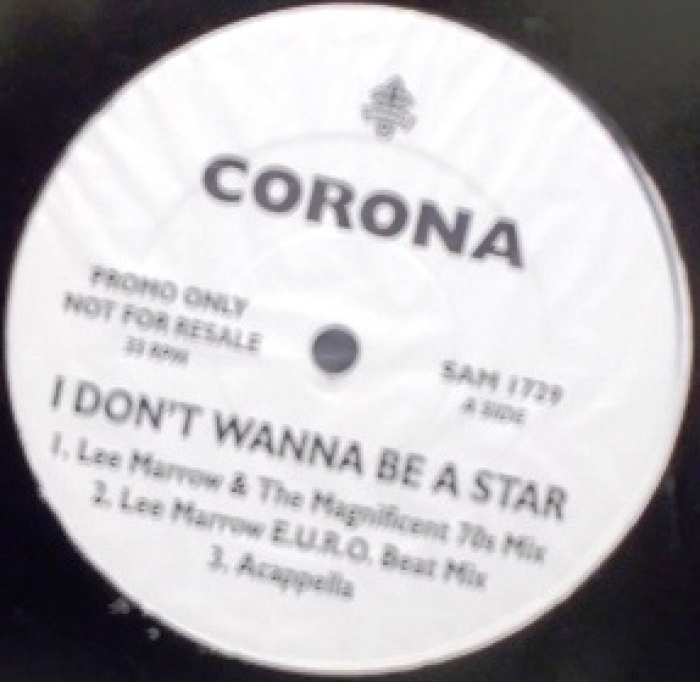 CORONA
PROMO ONLY
NOT FOR RESALE
33 RPM
SAM 1729
A SIDE
I DON'T WANNA BE A STAR
1. Lee Marrow & The Magnificent 70s Mix
2. Lee Marrow E.U.R.O. Beat Mix
3. Acappella